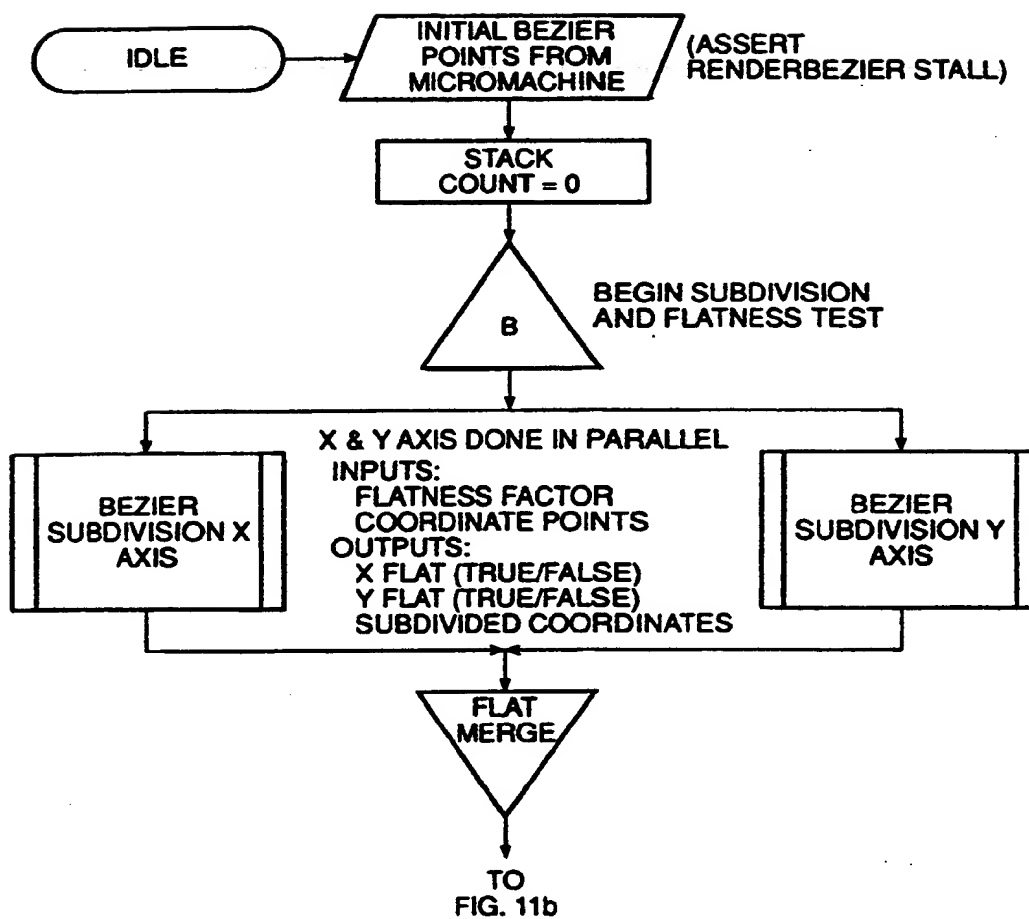 IDLE
INITIAL BEZIER
POINTS FROM
MICROMACHINE
(ASSERT
RENDERBEZIER STALL)
STACK
COUNT = 0
B
BEGIN SUBDIVISION
AND FLATNESS TEST
X & Y AXIS DONE IN PARALLEL
INPUTS:
FLATNESS FACTOR
COORDINATE POINTS
OUTPUTS:
X FLAT (TRUE/FALSE)
Y FLAT (TRUE/FALSE)
SUBDIVIDED COORDINATES
BEZIER
SUBDIVISION X
AXIS
BEZIER
SUBDIVISION Y
AXIS
FLAT
MERGE
TO
FIG. 11b